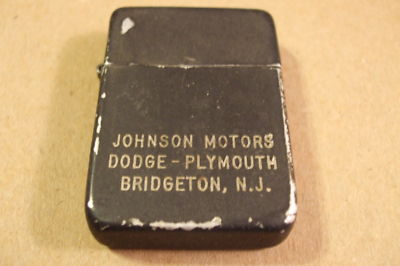 JOHNSON MOTORS
DODGE-PLYMOUTH
BRIDGETON, N.J.